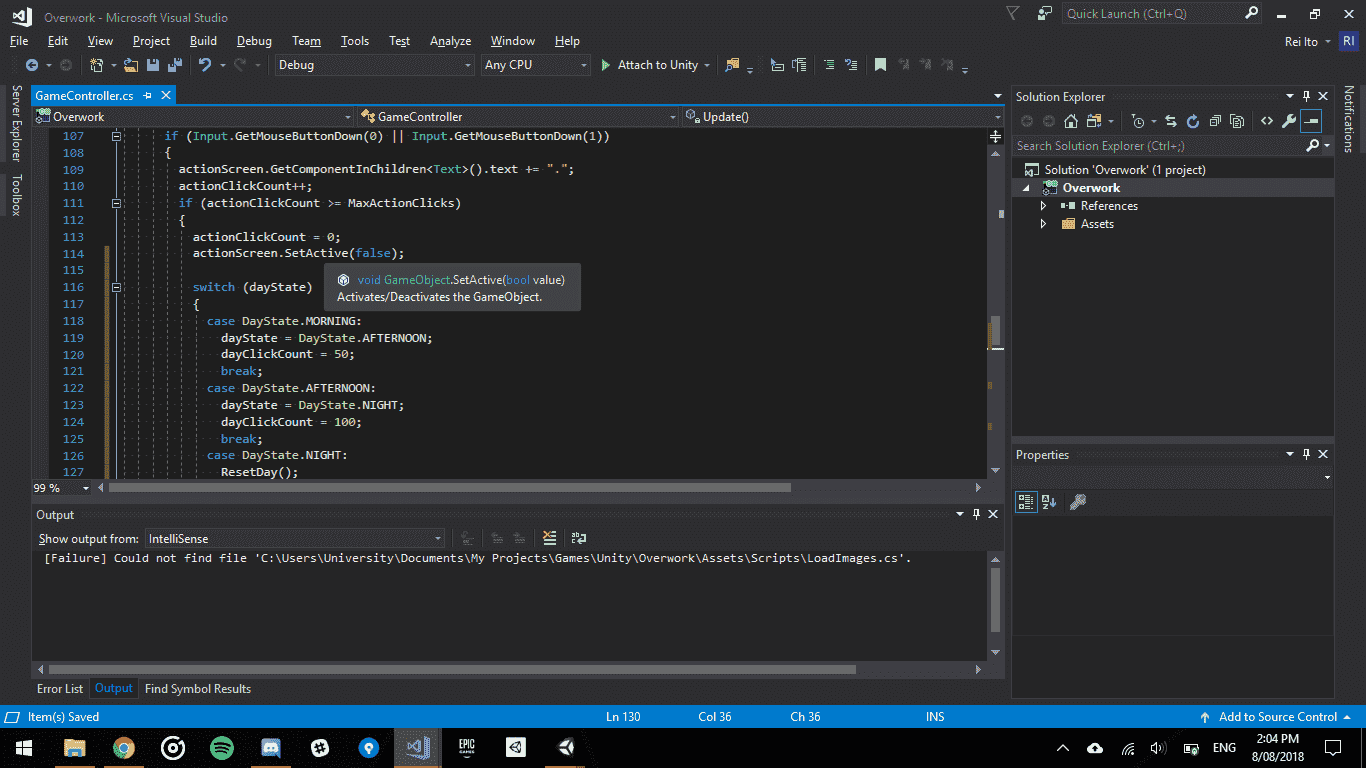 Overwork - Microsoft Visual Studio
Quick Launch (Ctrl+Q)
File Edit View Project Build Debug Team Tools Test Analyze Window Help
Rei Ito RI
Debug Any CPU Attach to Unity
Server Explorer
Toolbox
GameController.cs
Overwork GameController Update()
107 if (Input.GetMouseButtonDown(0) || Input.GetMouseButtonDown(1))
108 {
109 actionScreen.GetComponentInChildren<Text>().text += ".";
110 actionClickCount++;
111 if (actionClickCount >= MaxActionClicks)
112 {
113 actionClickCount = 0;
114 actionScreen.SetActive(false);
115
116 switch (dayState)
117 {
118 case DayState.MORNING:
119 dayState = DayState.AFTERNOON;
120 dayClickCount = 50;
121 break;
122 case DayState.AFTERNOON:
123 dayState = DayState.NIGHT;
124 dayClickCount = 100;
125 break;
126 case DayState.NIGHT:
127 ResetDay();
void GameObject.SetActive(bool value)
Activates/Deactivates the GameObject.
99 %
Output
Show output from: IntelliSense
[Failure] Could not find file 'C:\Users\University\Documents\My Projects\Games\Unity\Overwork\Assets\Scripts\LoadImages.cs'.
Error List Output Find Symbol Results
Solution Explorer
Search Solution Explorer (Ctrl+;)
Solution 'Overwork' (1 project)
Overwork
References
Assets
Properties
Notifications
Item(s) Saved Ln 130 Col 36 Ch 36 INS Add to Source Control
EPIC GAMES
ENG
2:04 PM
8/08/2018